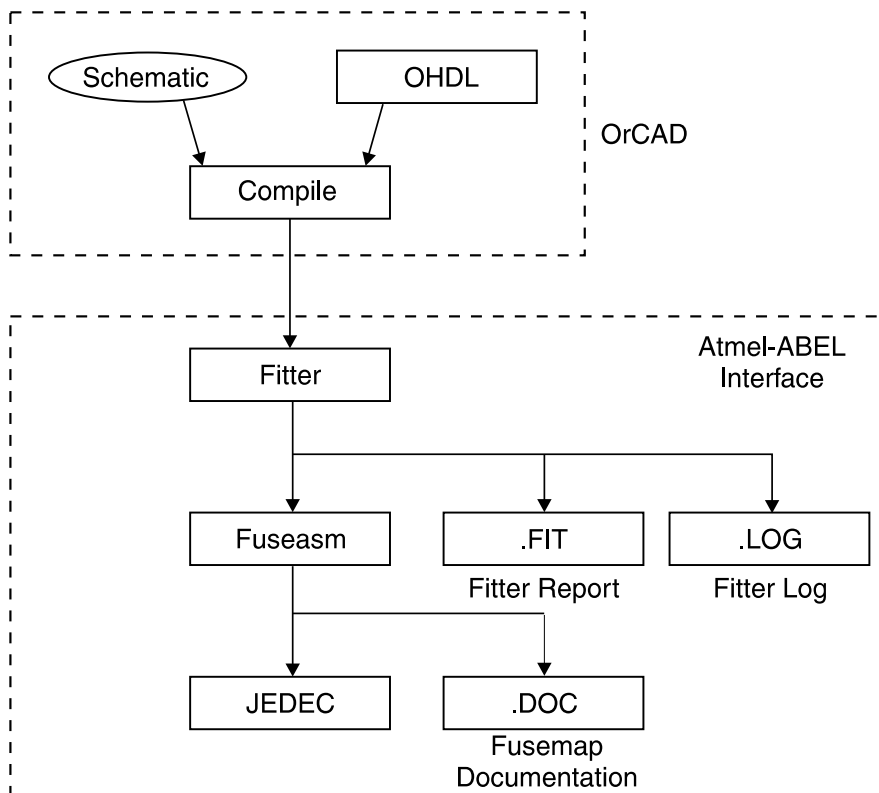 Schematic
OHDL
OrCAD
Compile
Atmel-ABEL
Interface
Fitter
Fuseasm
.FIT
.LOG
Fitter Report
Fitter Log
JEDEC
.DOC
Fusemap
Documentation